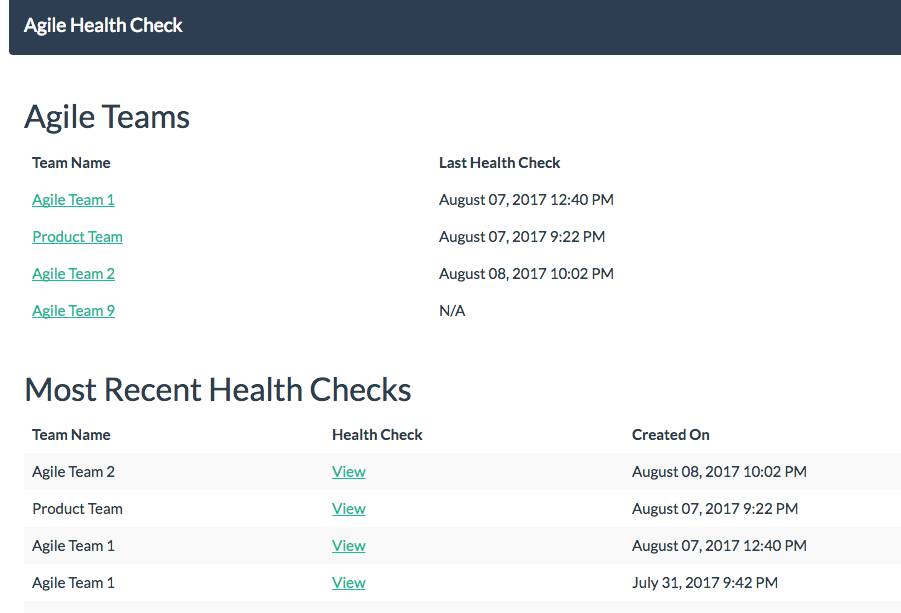 Agile Health Check
Agile Teams
Team Name Last Health Check
Agile Team 1 August 07, 2017 12:40 PM
Product Team August 07, 2017 9:22 PM
Agile Team 2 August 08, 2017 10:02 PM
Agile Team 9 N/A
Most Recent Health Checks
Team Name Health Check Created On
Agile Team 2 View August 08, 2017 10:02 PM
Product Team View August 07, 2017 9:22 PM
Agile Team 1 View August 07, 2017 12:40 PM
Agile Team 1 View July 31, 2017 9:42 PM